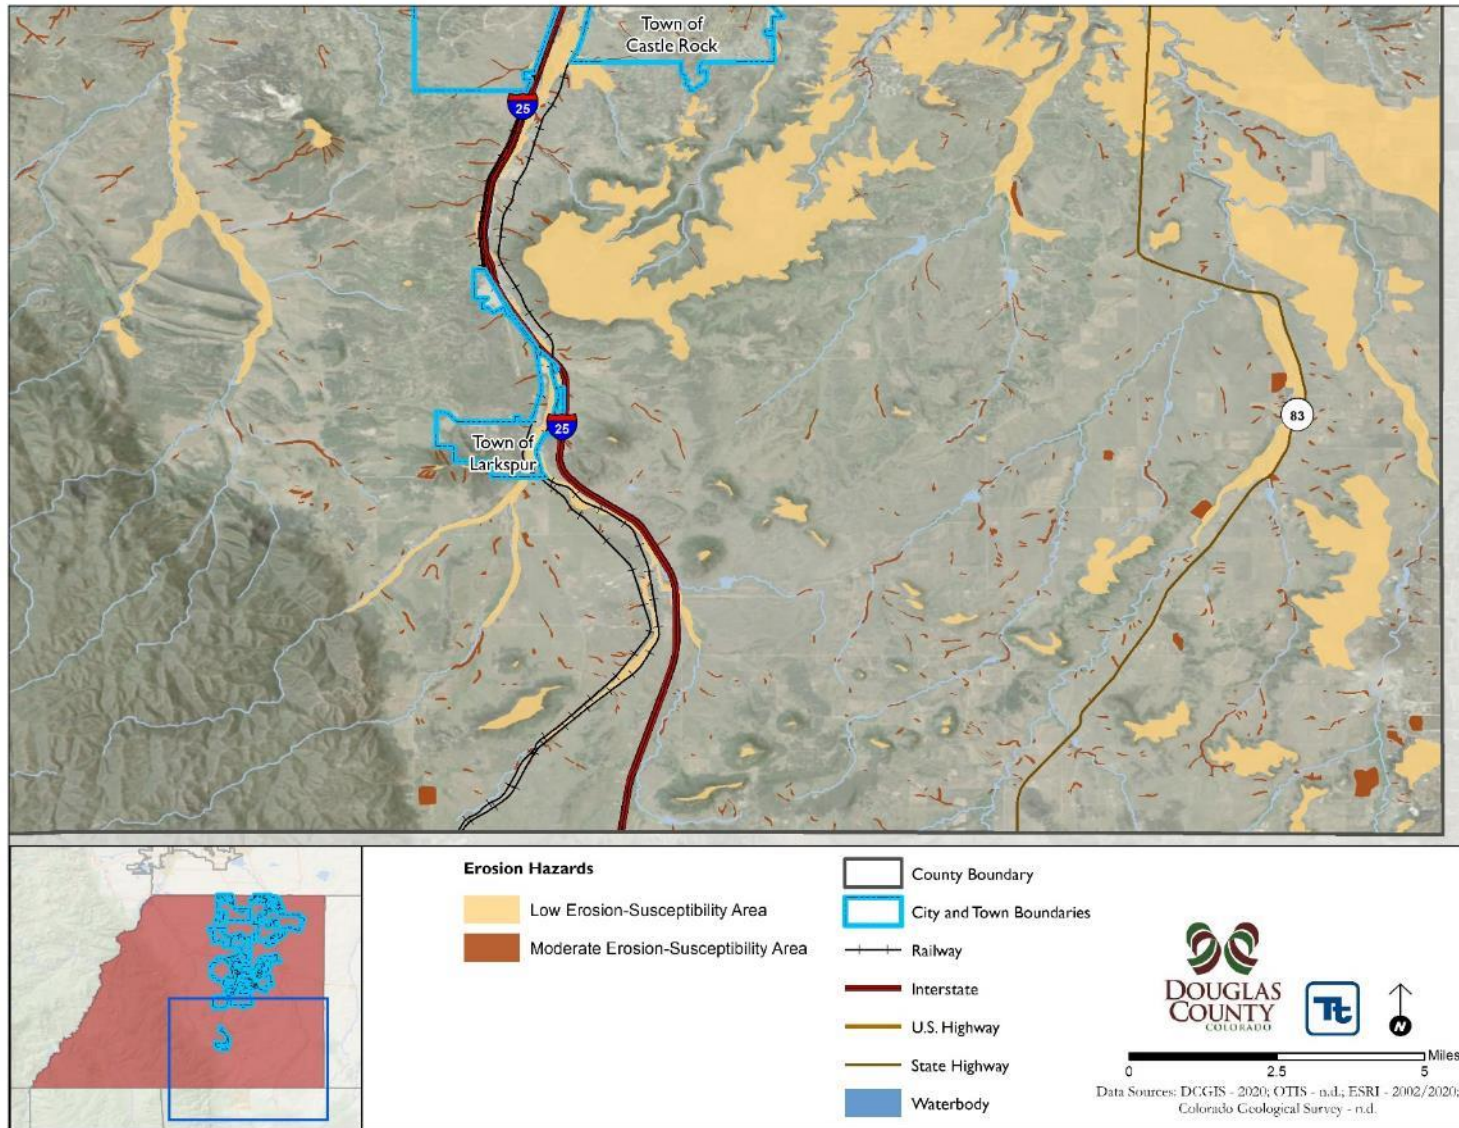 Town of
Castle Rock
25
25
Town of
Larkspur
83
Erosion Hazards
Low Erosion-Susceptibility Area
Moderate Erosion-Susceptibility Area
County Boundary
City and Town Boundaries
Railway
Interstate
U.S. Highway
State Highway
Waterbody
DOUGLAS
COUNTY
COLORADO
Tt
N
Miles
0 2.5 5
Data Sources: DCGIS - 2020; OTIS - n.d.; ESRI - 2002/2020;
Colorado Geological Survey - n.d.